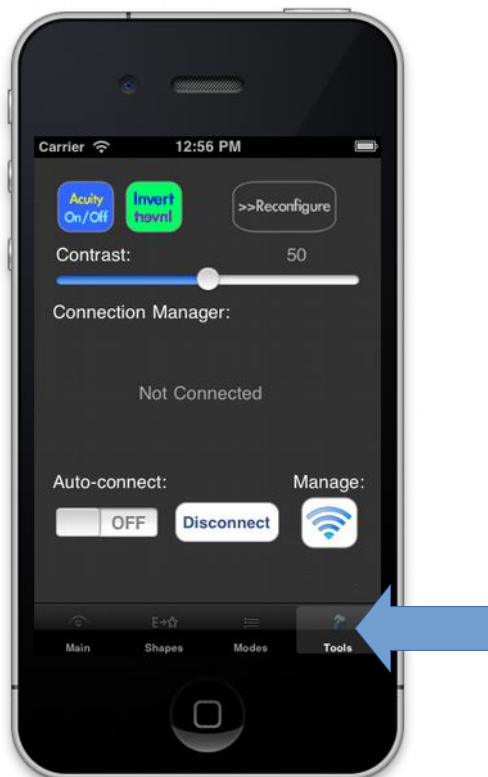 Carrier 12:56 PM
Acuity
On/Off
Invert
Invert
>>Reconfigure
Contrast: 50
Connection Manager:
Not Connected
Auto-connect: Manage:
OFF Disconnect
E→☆
Main Shapes Modes Tools